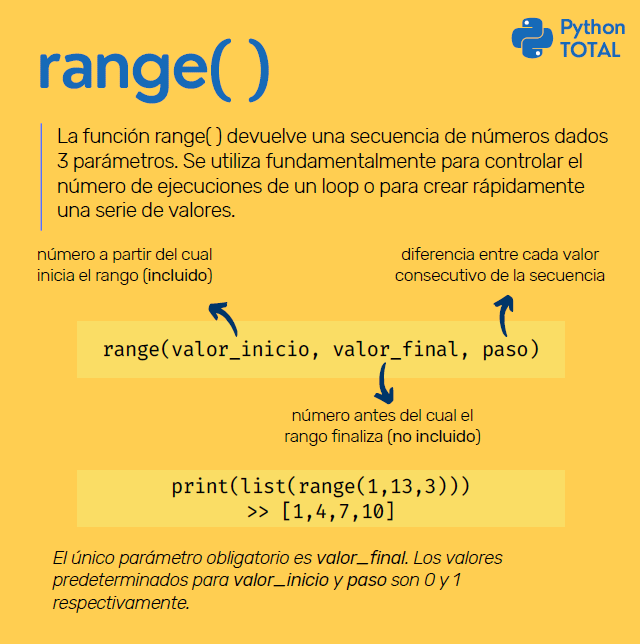 range( )
Python
TOTAL
La función range( ) devuelve una secuencia de números dados
3 parámetros. Se utiliza fundamentalmente para controlar el
número de ejecuciones de un loop o para crear rápidamente
una serie de valores.
número a partir del cual
inicia el rango (incluido)
diferencia entre cada valor
consecutivo de la secuencia
range(valor_inicio, valor_final, paso)
número antes del cual el
rango finaliza (no incluido)
print(list(range(1,13,3)))
>> [1,4,7,10]
El único parámetro obligatorio es valor_final. Los valores
predeterminados para valor_inicio y paso son 0 y 1
respectivamente.